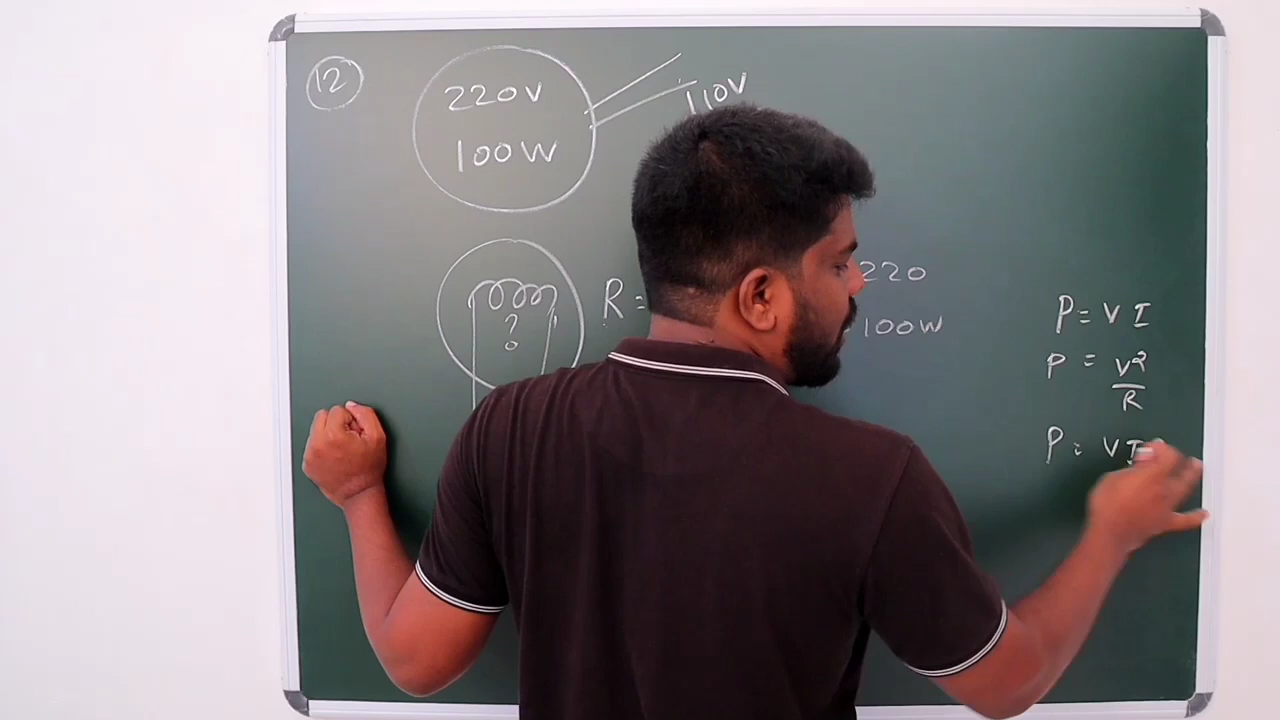 12
220V
100W
110V
?
R =
220
100W
P = V I
P = V²
R
P = V I